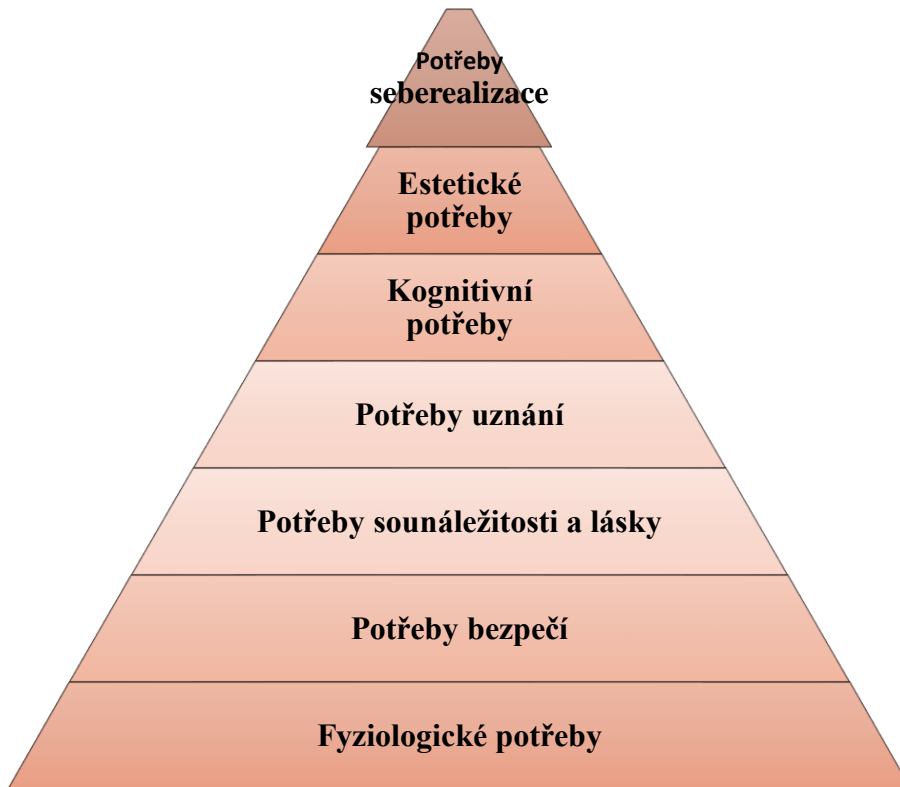 Potřeby
seberealizace
Estetické
potřeby
Kognitivní
potřeby
Potřeby uznání
Potřeby sounáležitosti a lásky
Potřeby bezpečí
Fyziologické potřeby